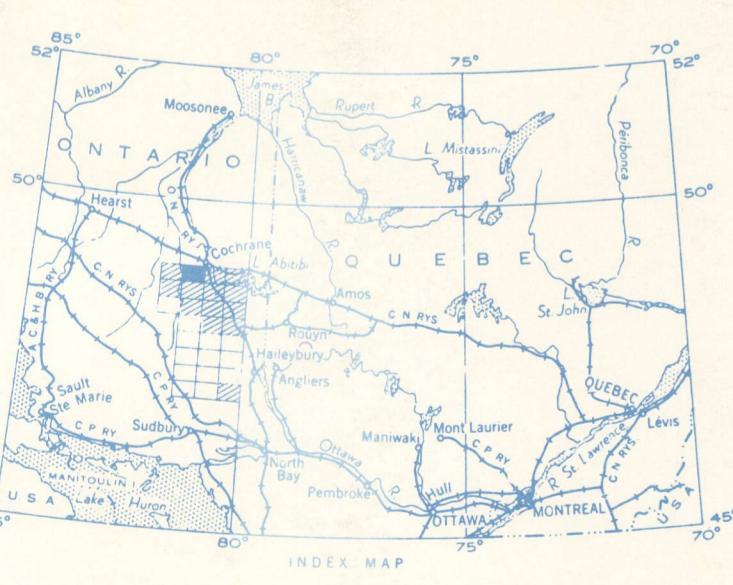 85°
52°
80°
75°
70°
52°
Albany R.
James
B.
Moosonee
Rupert R
L Mistassini
Péribonca
R
ONTARIO
Harricanaw
R
50°
50°
Hearst
O N RY
Cochrane
L Abitibi
QUEBEC
C N RYS
A C & H B RY
Amos
C N RYS
L.
St. John
Rouyn
Haileybury
Angliers
C P RY
Sault
Ste Marie
C P RY
Sudbury
QUEBEC
Lévis
Mont Laurier
Maniwaki
C P RY
R St Lawrence
C N RYS
Ottawa
R
North
Bay
MANITOULIN I
Lake Huron
USA
Pembroke
Hull
OTTAWA
MONTREAL
USA
80°
75°
70°
45°
INDEX MAP